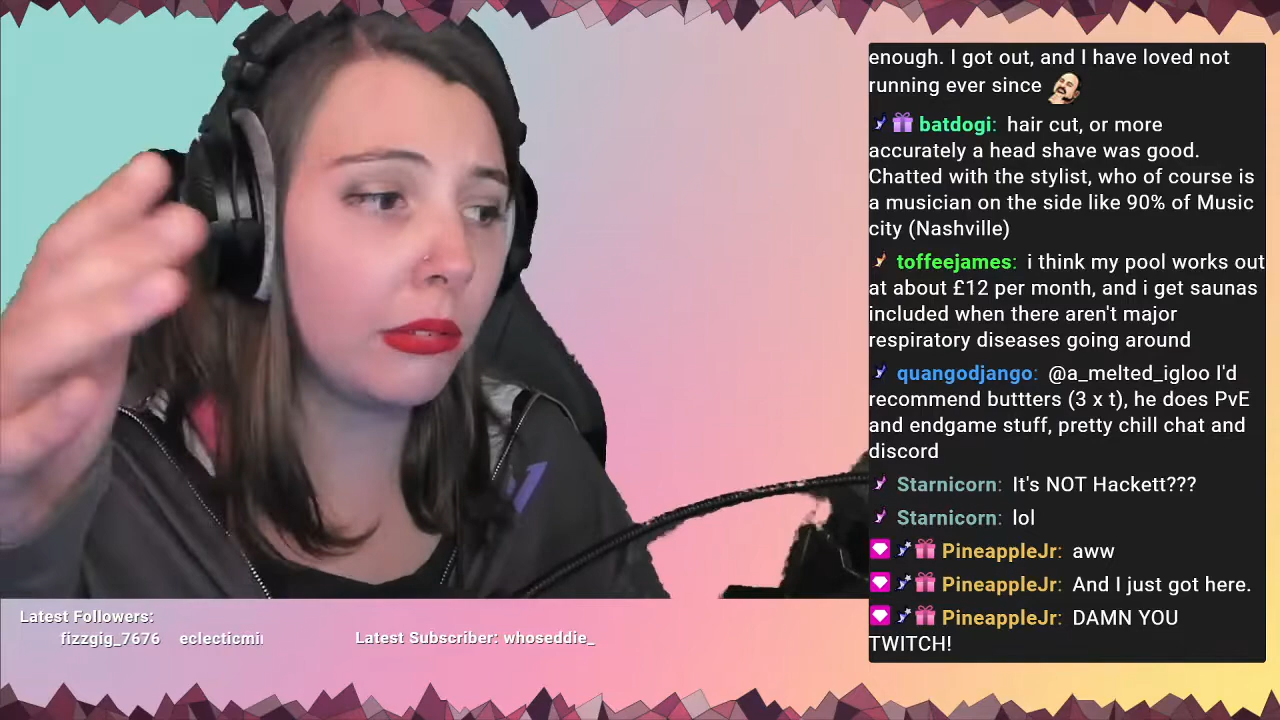 enough. I got out, and I have loved not
running ever since
batdogi: hair cut, or more
accurately a head shave was good.
Chatted with the stylist, who of course is
a musician on the side like 90% of Music
city (Nashville)
toffeejames: i think my pool works out
at about £12 per month, and i get saunas
included when there aren't major
respiratory diseases going around
quangodjango: @a_melted_igloo I'd
recommend buttters (3 x t), he does PvE
and endgame stuff, pretty chill chat and
discord
Starnicorn: It's NOT Hackett???
Starnicorn: lol
PineappleJr: aww
PineappleJr: And I just got here.
PineappleJr: DAMN YOU
TWITCH!
Latest Followers:
fizzgig_7676 eclecticmi
Latest Subscriber: whoseddie_